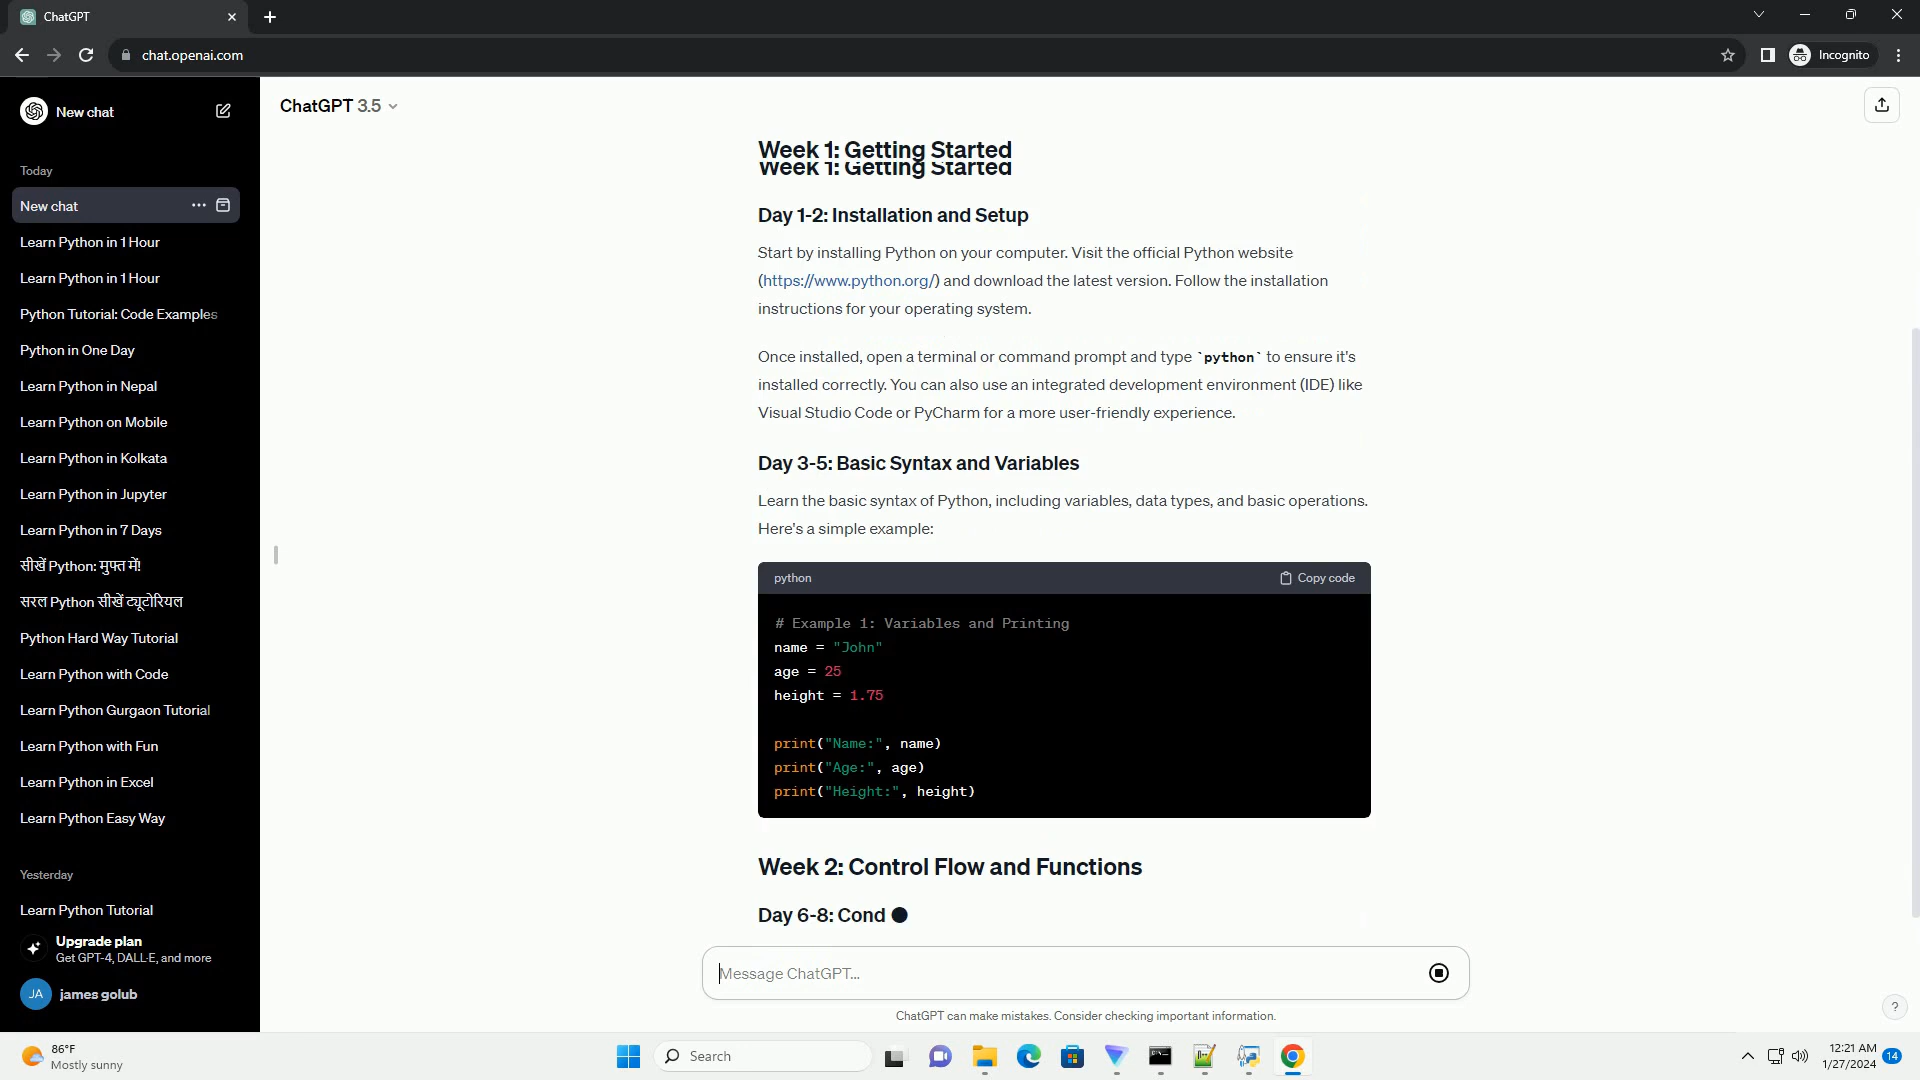 ChatGPT
chat.openai.com
Incognito
New chat
Today
New chat
Learn Python in 1 Hour
Learn Python in 1 Hour
Python Tutorial: Code Examples
Python in One Day
Learn Python in Nepal
Learn Python on Mobile
Learn Python in Kolkata
Learn Python in Jupyter
Learn Python in 7 Days
सीखें Python: मुफ्त में!
सरल Python सीखें ट्यूटोरियल
Python Hard Way Tutorial
Learn Python with Code
Learn Python Gurgaon Tutorial
Learn Python with Fun
Learn Python in Excel
Learn Python Easy Way
Yesterday
Learn Python Tutorial
Upgrade plan
Get GPT-4, DALL·E, and more
JA james golub
ChatGPT 3.5
Week 1: Getting Started
Week 1: Getting Started
Day 1-2: Installation and Setup
Start by installing Python on your computer. Visit the official Python website
(https://www.python.org/) and download the latest version. Follow the installation
instructions for your operating system.
Once installed, open a terminal or command prompt and type `python` to ensure it's
installed correctly. You can also use an integrated development environment (IDE) like
Visual Studio Code or PyCharm for a more user-friendly experience.
Day 3-5: Basic Syntax and Variables
Learn the basic syntax of Python, including variables, data types, and basic operations.
Here's a simple example:
python Copy code
# Example 1: Variables and Printing
name = "John"
age = 25
height = 1.75
print("Name:", name)
print("Age:", age)
print("Height:", height)
Week 2: Control Flow and Functions
Day 6-8: Cond
Message ChatGPT...
ChatGPT can make mistakes. Consider checking important information.
?
86°F
Mostly sunny
Search
12:21 AM
1/27/2024
14